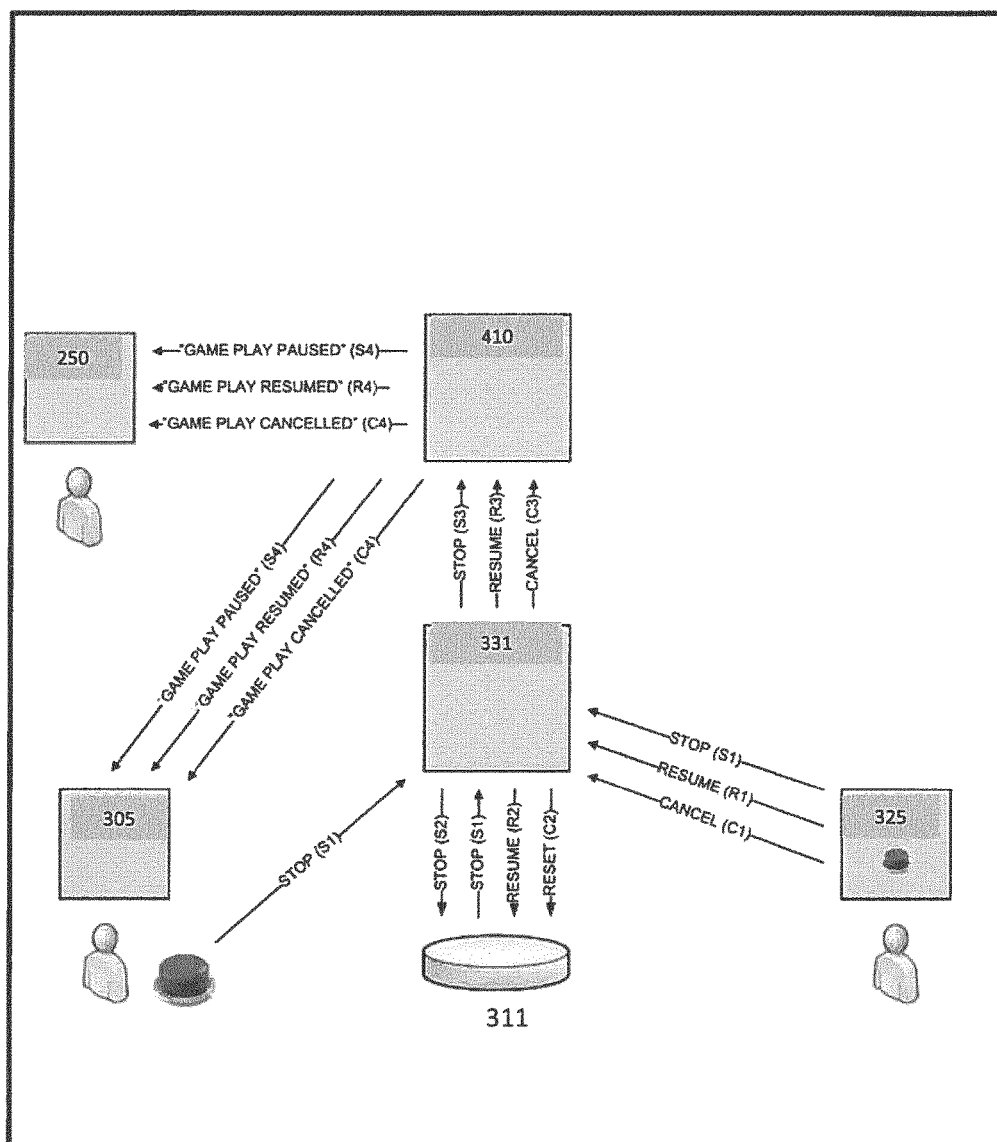 410
250
"GAME PLAY PAUSED" (S4)
"GAME PLAY RESUMED" (R4)
"GAME PLAY CANCELLED" (C4)
"GAME PLAY PAUSED" (S4)
"GAME PLAY RESUMED" (R4)
"GAME PLAY CANCELLED" (C4)
STOP (S3)
RESUME (R3)
CANCEL (C3)
331
STOP (S1)
RESUME (R1)
CANCEL (C1)
305
STOP (S1)
STOP (S2)
STOP (S1)
RESUME (R2)
RESET (C2)
325
311